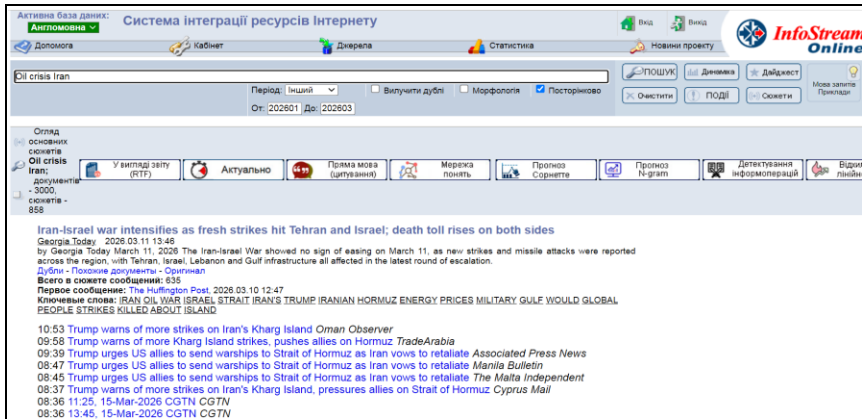 Активна база даних:
Англомовна
Система інтеграції ресурсів Інтернету
Вхід
Вихід
InfoStream
Online
Допомога
Кабінет
Джерела
Статистика
Новини проекту
Oil crisis Iran
ПОШУК
Динаміка
Дайджест
Мова запитів
Приклади
Період: Інший
Вилучити дублі
Морфологія
Посторінково
Очистити
ПОДІЇ
Сюжети
От: 202601 До: 202603
Огляд
основних
сюжетів
Oil crisis
Iran;
документів
- 3000,
сюжетів -
858
У вигляді звіту
(RTF)
Актуально
Пряма мова
(цитування)
Мережа
понять
Прогноз
Сорнетте
Прогноз
N-gram
Детектування
інформоперацій
Iran-Israel war intensifies as fresh strikes hit Tehran and Israel; death toll rises on both sides
Georgia Today 2026.03.11 13:46
by Georgia Today March 11, 2026 The Iran-Israel War showed no sign of easing on March 11, as new strikes and missile attacks were reported
across the region, with Tehran, Israel, Lebanon and Gulf infrastructure all affected in the latest round of escalation.
Дубли - Похожие документы - Оригинал
Всего в сюжете сообщений: 635
Первое сообщение: The Huffington Post, 2026.03.10 12:47
Ключевые слова: IRAN OIL WAR ISRAEL STRAIT IRAN'S TRUMP IRANIAN HORMUZ ENERGY PRICES MILITARY GULF WOULD GLOBAL
PEOPLE STRIKES KILLED ABOUT ISLAND
10:53 Trump warns of more strikes on Iran's Kharg Island Oman Observer
09:58 Trump warns of more Kharg Island strikes, pushes allies on Hormuz TradeArabia
09:39 Trump urges US allies to send warships to Strait of Hormuz as Iran vows to retaliate Associated Press News
08:47 Trump urges US allies to send warships to Strait of Hormuz as Iran vows to retaliate Manila Bulletin
08:45 Trump urges US allies to send warships to Strait of Hormuz as Iran vows to retaliate The Malta Independent
08:37 Trump warns of more strikes on Iran's Kharg Island, pressures allies on Strait of Hormuz Cyprus Mail
08:36 11:25, 15-Mar-2026 CGTN CGTN
08:36 13:45, 15-Mar-2026 CGTN CGTN